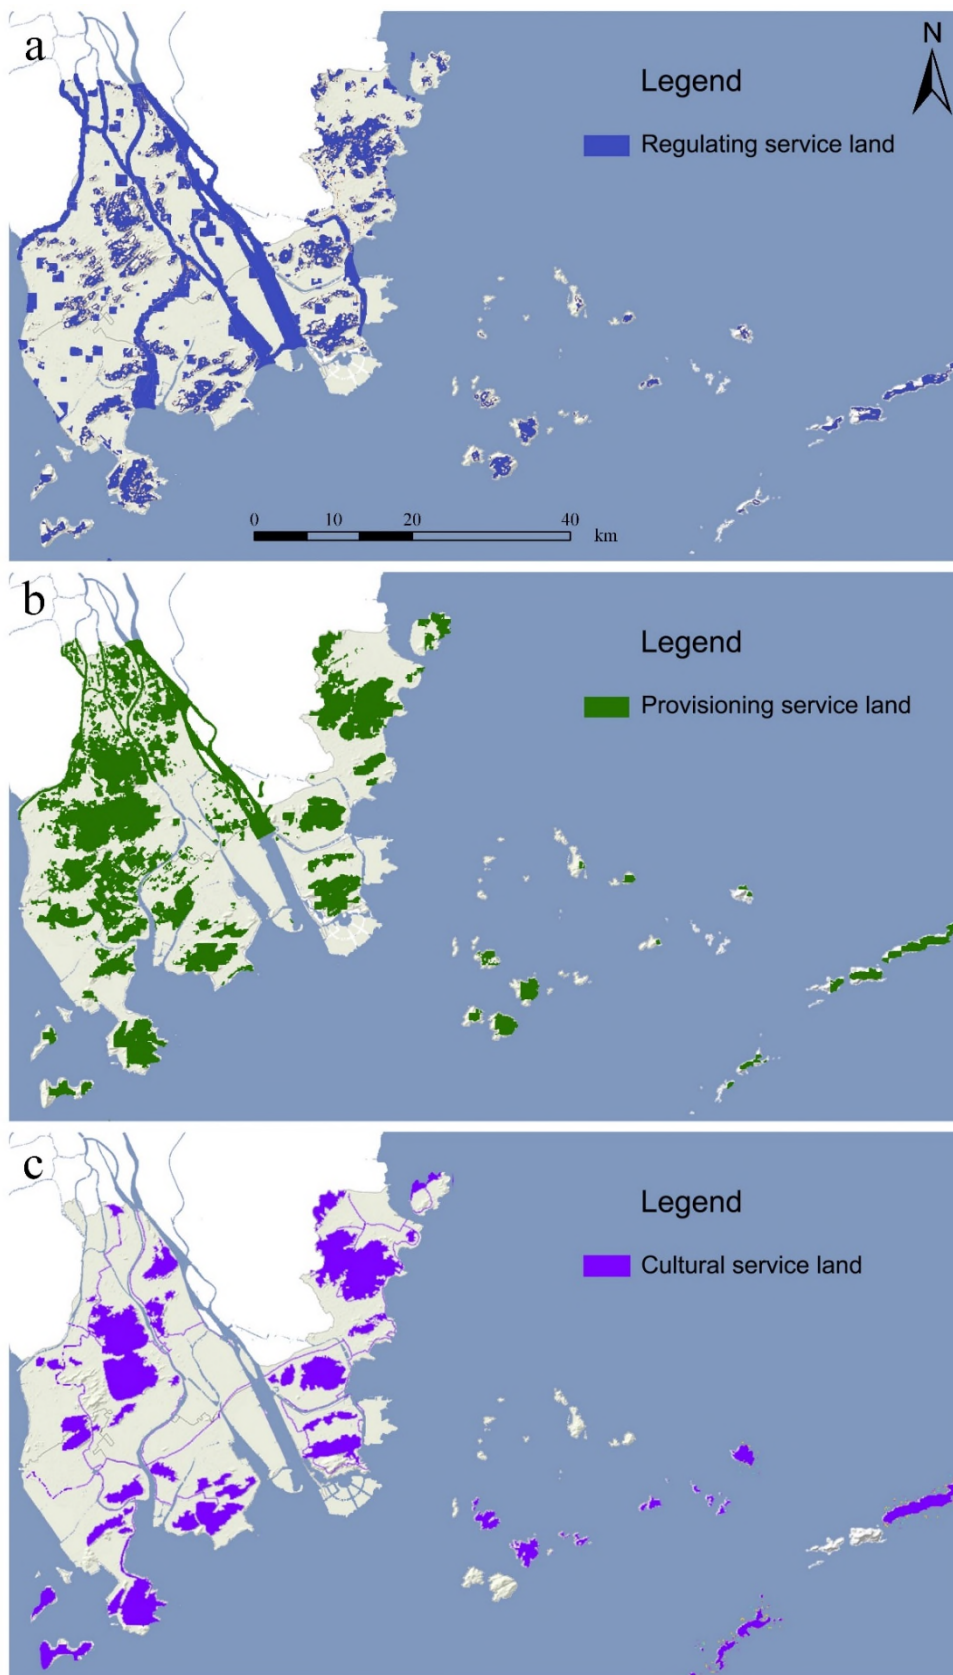 a
N
Legend
Regulating service land
0 10 20 40
km
b
Legend
Provisioning service land
c
Legend
Cultural service land